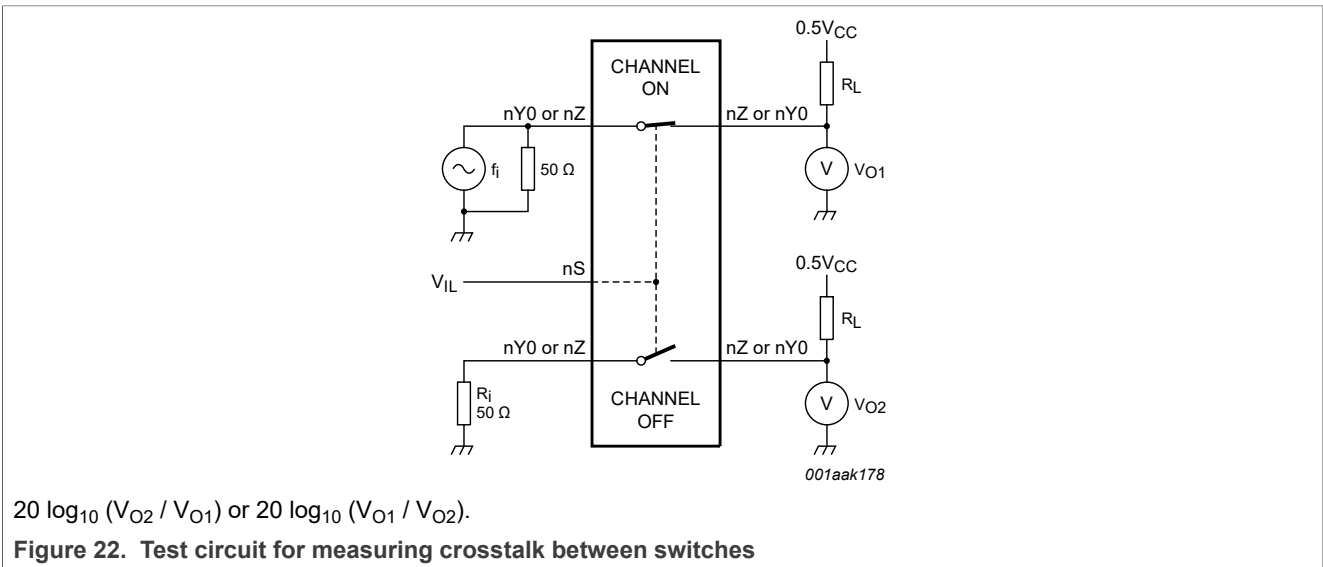 0.5VCC
CHANNEL
ON
RL
nY0 or nZ
nZ or nY0
fi
50 Ω
V
VO1
nS
VIL
0.5VCC
RL
nY0 or nZ
nZ or nY0
Ri
50 Ω
CHANNEL
OFF
V
VO2
001aak178
20 log10 (VO2 / VO1) or 20 log10 (VO1 / VO2).
Figure 22. Test circuit for measuring crosstalk between switches